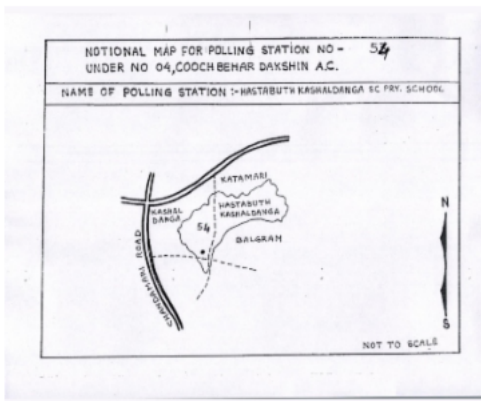 NOTIONAL MAP FOR POLLING STATION NO - 54
UNDER NO 04, COOCH BEHAR DAKSHIN A.C.
NAME OF POLLING STATION :- HASTABUTH KASHALDANGA SC PRY. SCHOOL
KATAMARI
KASHAL
DANGA
HASTABUTH
KASHALDANGA
54
DALGRAM
CHANDAMARI ROAD
N
S
NOT TO SCALE